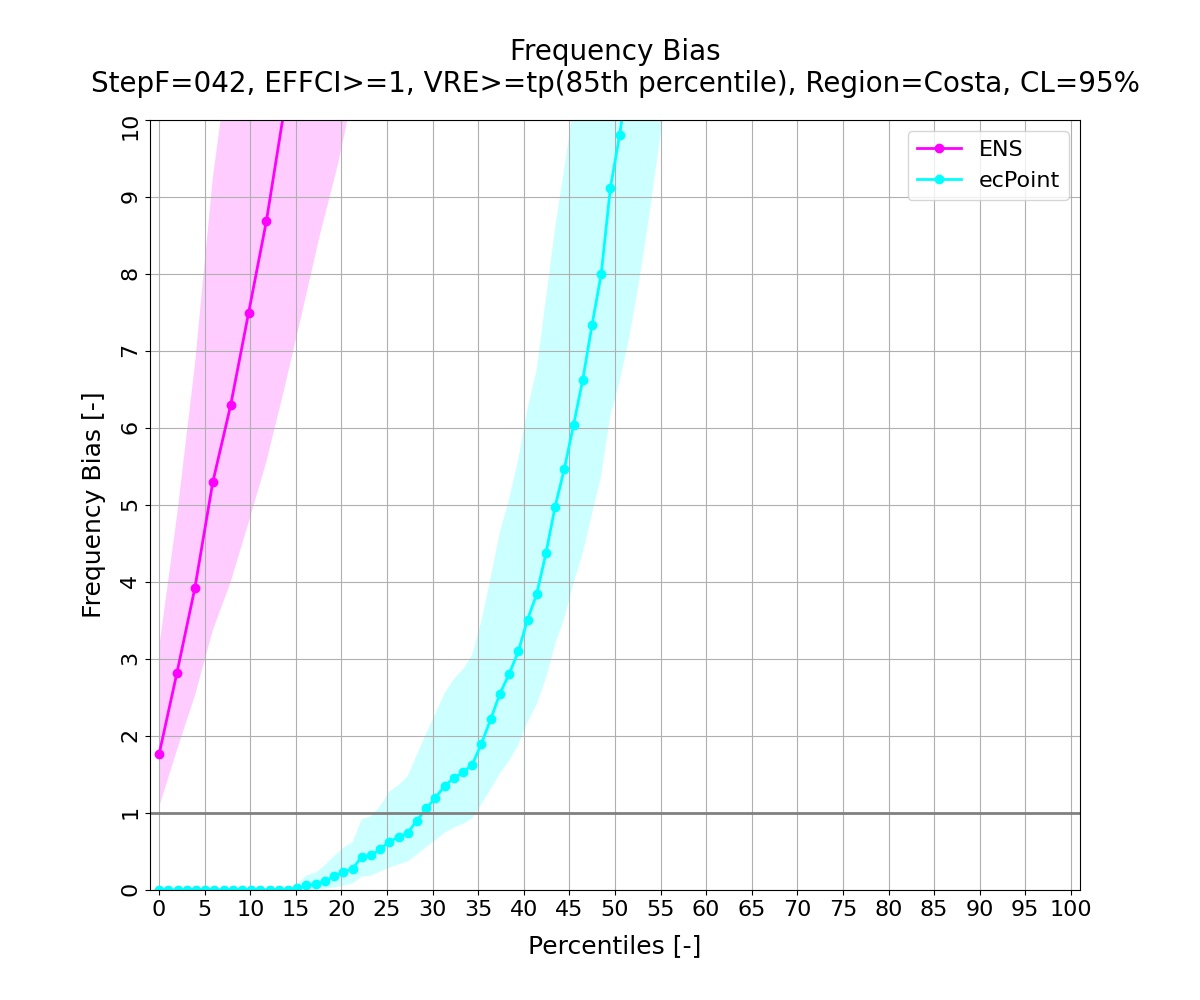 Frequency Bias
StepF=042, EFFCI>=1, VRE>=tp(85th percentile), Region=Costa, CL=95%
ENS
ecPoint
Frequency Bias [-]
10
9
8
7
6
5
4
3
2
1
0
0 5 10 15 20 25 30 35 40 45 50 55 60 65 70 75 80 85 90 95 100
Percentiles [-]